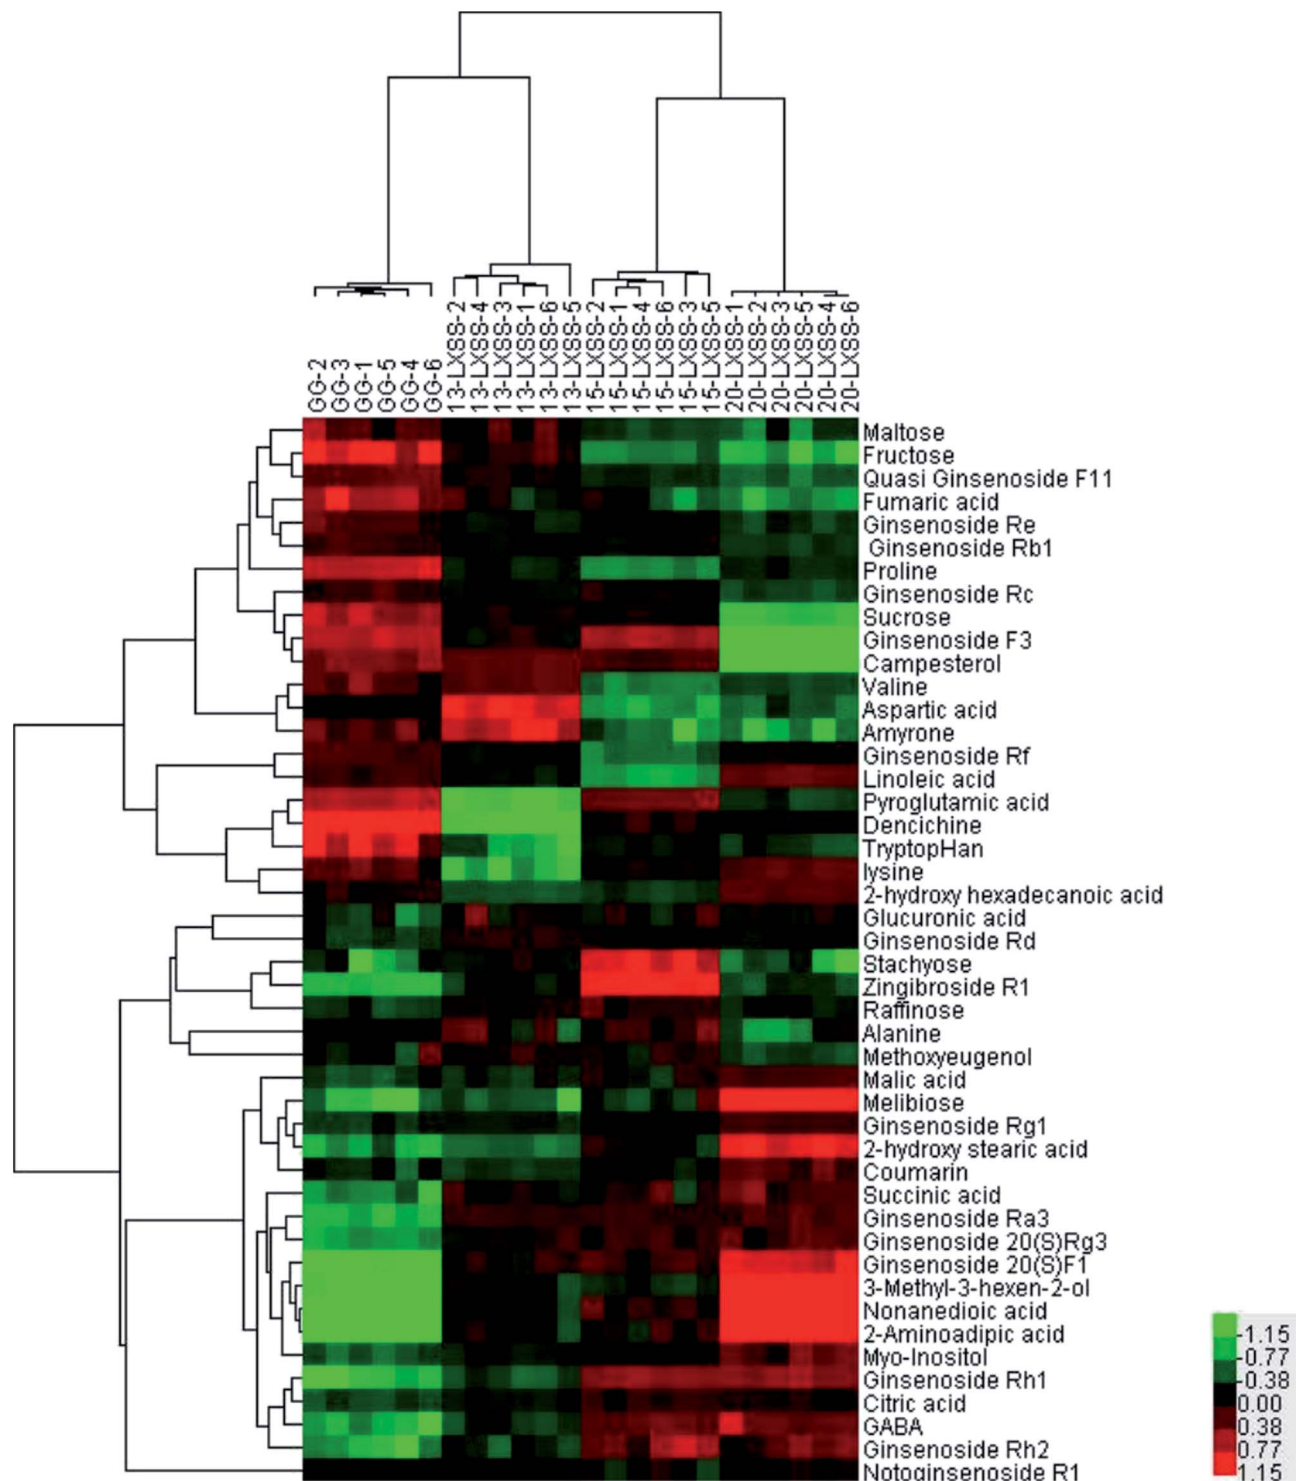 GG-2
GG-3
GG-1
GG-5
GG-4
GG-6
13-LXSS-2
13-LXSS-4
13-LXSS-3
13-LXSS-1
13-LXSS-6
13-LXSS-5
15-LXSS-2
15-LXSS-1
15-LXSS-4
15-LXSS-6
15-LXSS-3
15-LXSS-5
20-LXSS-1
20-LXSS-2
20-LXSS-3
20-LXSS-5
20-LXSS-4
20-LXSS-6
Maltose
Fructose
Quasi Ginsenoside F11
Fumaric acid
Ginsenoside Re
Ginsenoside Rb1
Proline
Ginsenoside Rc
Sucrose
Ginsenoside F3
Campesterol
Valine
Aspartic acid
Amyrone
Ginsenoside Rf
Linoleic acid
Pyroglutamic acid
Dencichine
TryptopHan
lysine
2-hydroxy hexadecanoic acid
Glucuronic acid
Ginsenoside Rd
Stachyose
Zingibroside R1
Raffinose
Alanine
Methoxyeugenol
Malic acid
Melibiose
Ginsenoside Rg1
2-hydroxy stearic acid
Coumarin
Succinic acid
Ginsenoside Ra3
Ginsenoside 20(S)Rg3
Ginsenoside 20(S)F1
3-Methyl-3-hexen-2-ol
Nonanedioic acid
2-Aminoadipic acid
Myo-Inositol
Ginsenoside Rh1
Citric acid
GABA
Ginsenoside Rh2
Notoginsenoside R1
-1.15
-0.77
-0.38
0.00
0.38
0.77
1.15